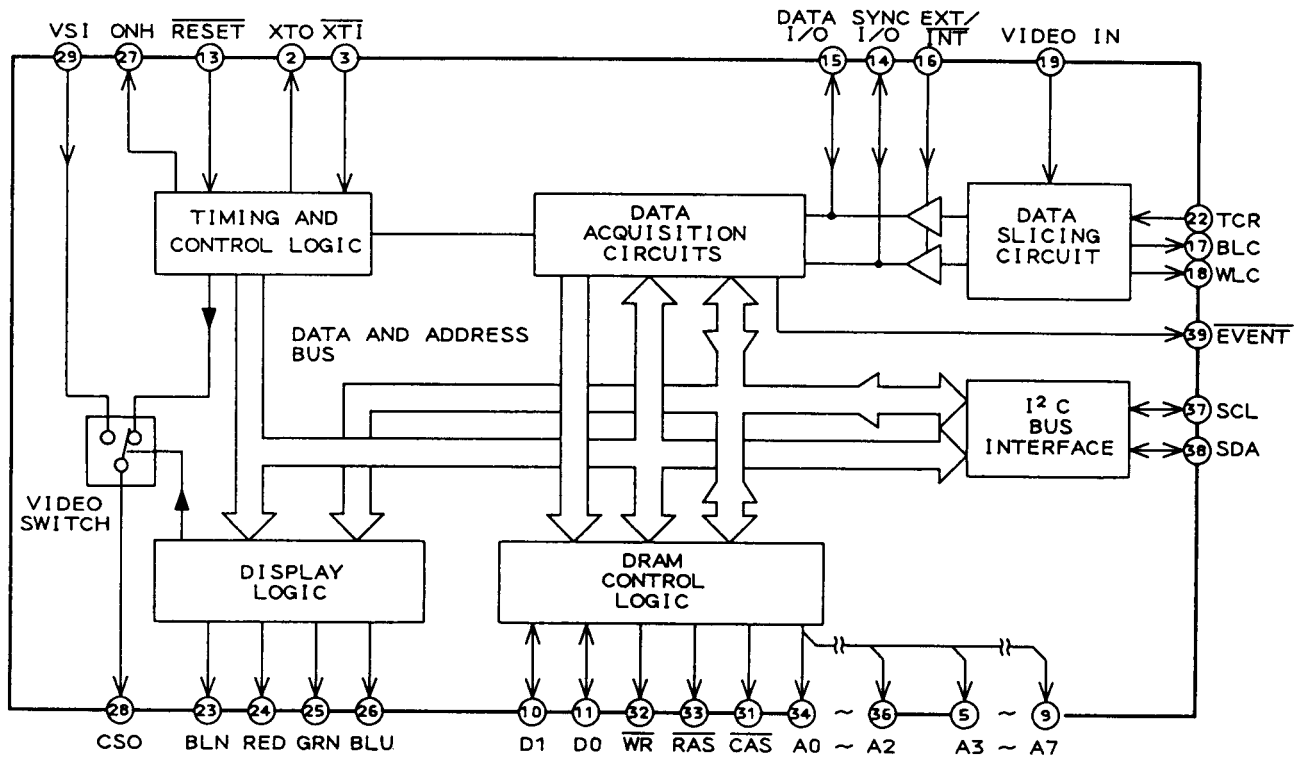 VSI ONH RESET XTO XTI
29 27 13 2 3
DATA I/O SYNC I/O EXT/INT VIDEO IN
15 14 16 19
TIMING AND
CONTROL LOGIC
DATA
ACQUISITION
CIRCUITS
DATA
SLICING
CIRCUIT
22 TCR
17 BLC
18 WLC
39 EVENT
DATA AND ADDRESS
BUS
I² C
BUS
INTERFACE
37 SCL
38 SDA
VIDEO
SWITCH
DISPLAY
LOGIC
DRAM
CONTROL
LOGIC
28 23 24 25 26 10 11 32 33 31 34 ~ 36 5 ~ 9
CSO BLN RED GRN BLU D1 D0 WR RAS CAS A0 ~ A2 A3 ~ A7